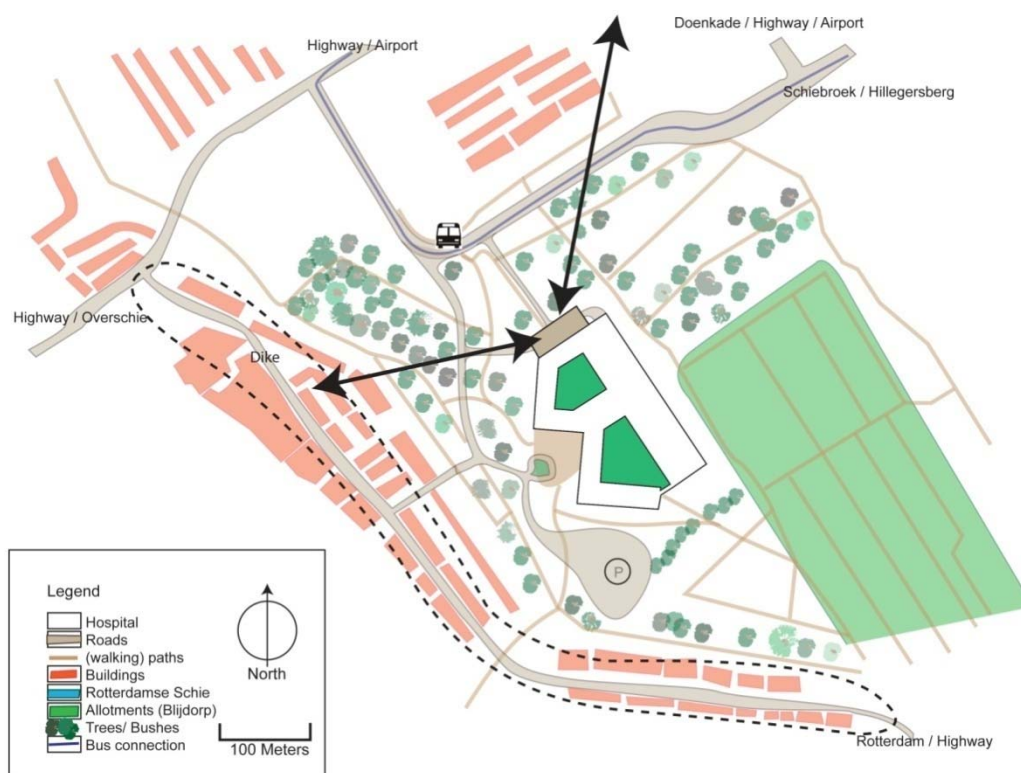 Doenkade / Highway / Airport
Highway / Airport
Schiebroek / Hillegersberg
Highway / Overschie
Dike
P
Legend
Hospital
Roads
(walking) paths
Buildings
Rotterdamse Schie
Allotments (Blijdorp)
Trees/ Bushes
Bus connection
North
100 Meters
Rotterdam / Highway